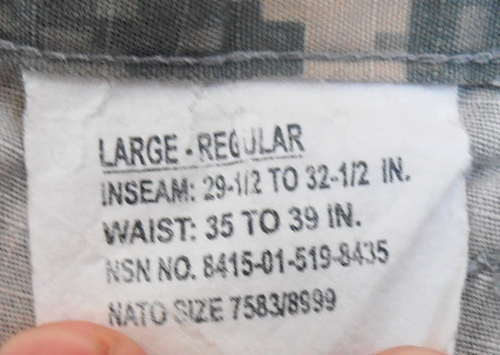 LARGE - REGULAR
INSEAM: 29-1/2 TO 32-1/2 IN.
WAIST: 35 TO 39 IN.
NSN NO. 8415-01-519-8435
NATO SIZE 7583/8999